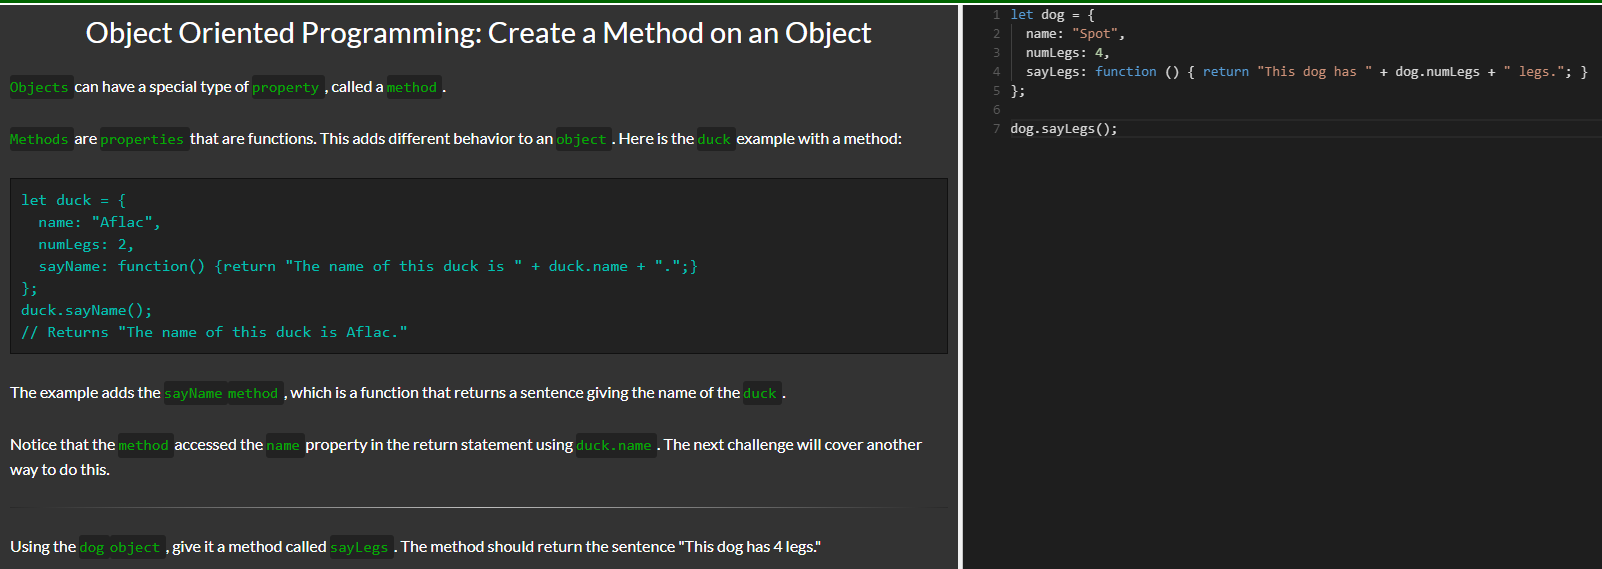 Object Oriented Programming: Create a Method on an Object
Objects can have a special type of property , called a method .
Methods are properties that are functions. This adds different behavior to an object . Here is the duck example with a method:
let duck = {
  name: "Aflac",
  numLegs: 2,
  sayName: function() {return "The name of this duck is " + duck.name + ".";}
};
duck.sayName();
// Returns "The name of this duck is Aflac."
The example adds the sayName method , which is a function that returns a sentence giving the name of the duck .
Notice that the method accessed the name property in the return statement using duck.name . The next challenge will cover another
way to do this.
Using the dog object , give it a method called sayLegs . The method should return the sentence "This dog has 4 legs."
1 let dog = {
2   name: "Spot",
3   numLegs: 4,
4   sayLegs: function () { return "This dog has " + dog.numLegs + " legs."; }
5 };
6
7 dog.sayLegs();